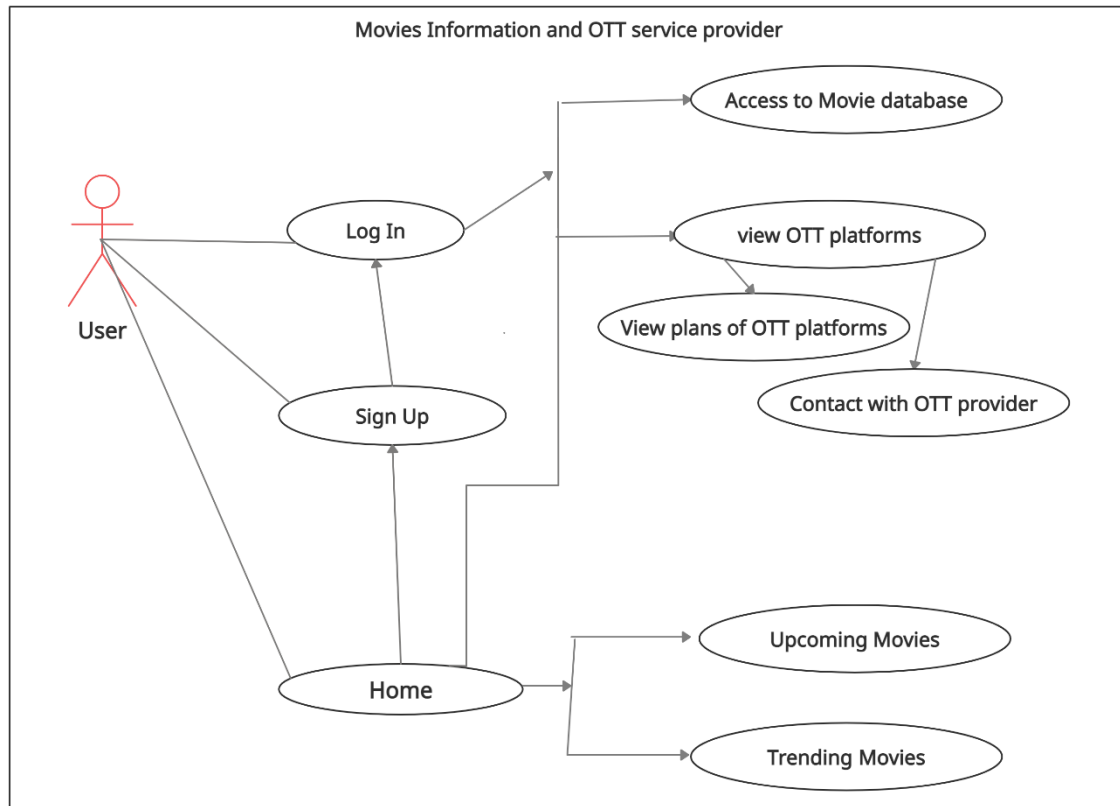 Movies Information and OTT service provider
Access to Movie database
Log In
view OTT platforms
User
View plans of OTT platforms
Contact with OTT provider
Sign Up
Upcoming Movies
Home
Trending Movies